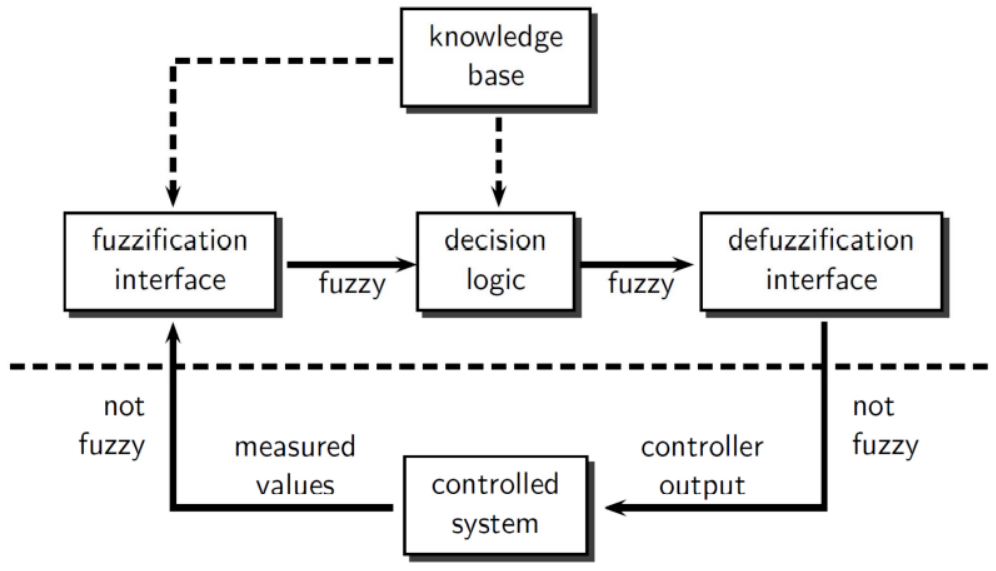 knowledge
base
fuzzification
interface
fuzzy
decision
logic
fuzzy
defuzzification
interface
not
fuzzy
measured
values
controlled
system
controller
output
not
fuzzy